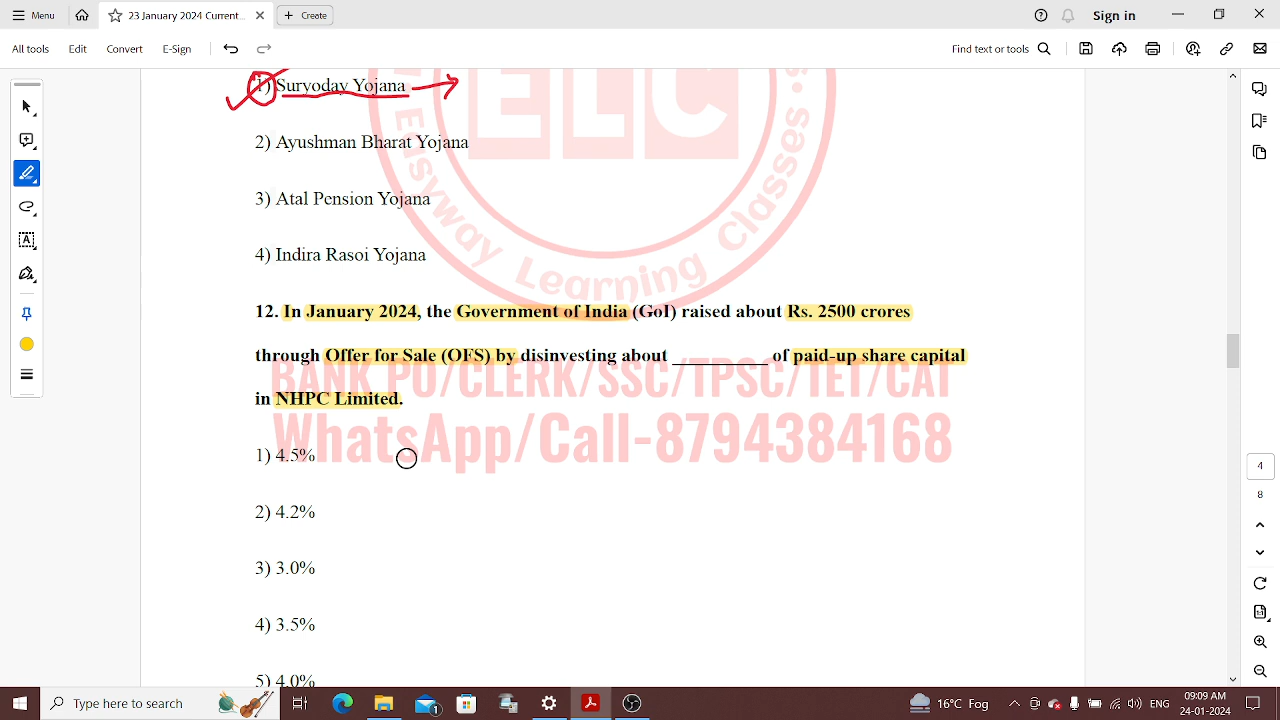 Menu
23 January 2024 Current...
Create
Sign in
All tools
Edit
Convert
E-Sign
Find text or tools
1) Suryoday Yojana
2) Ayushman Bharat Yojana
3) Atal Pension Yojana
4) Indira Rasoi Yojana
ELC
Easyway Learning Classes
12. In January 2024, the Government of India (GoI) raised about Rs. 2500 crores
through Offer for Sale (OFS) by disinvesting about __________ of paid-up share capital
in NHPC Limited.
BANK PO/CLERK/SSC/TPSC/TET/CAT
WhatsApp/Call-8794384168
1) 4.5%
2) 4.2%
3) 3.0%
4) 3.5%
5) 4.0%
4
8
Type here to search
1
16°C Fog
ENG
09:09 AM
24-01-2024